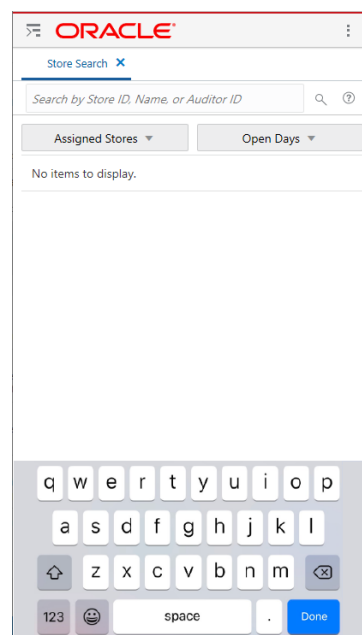 ORACLE
Store Search
Search by Store ID, Name, or Auditor ID
Assigned Stores
Open Days
No items to display.
q w e r t y u i o p
a s d f g h j k l
z x c v b n m
123 space . Done